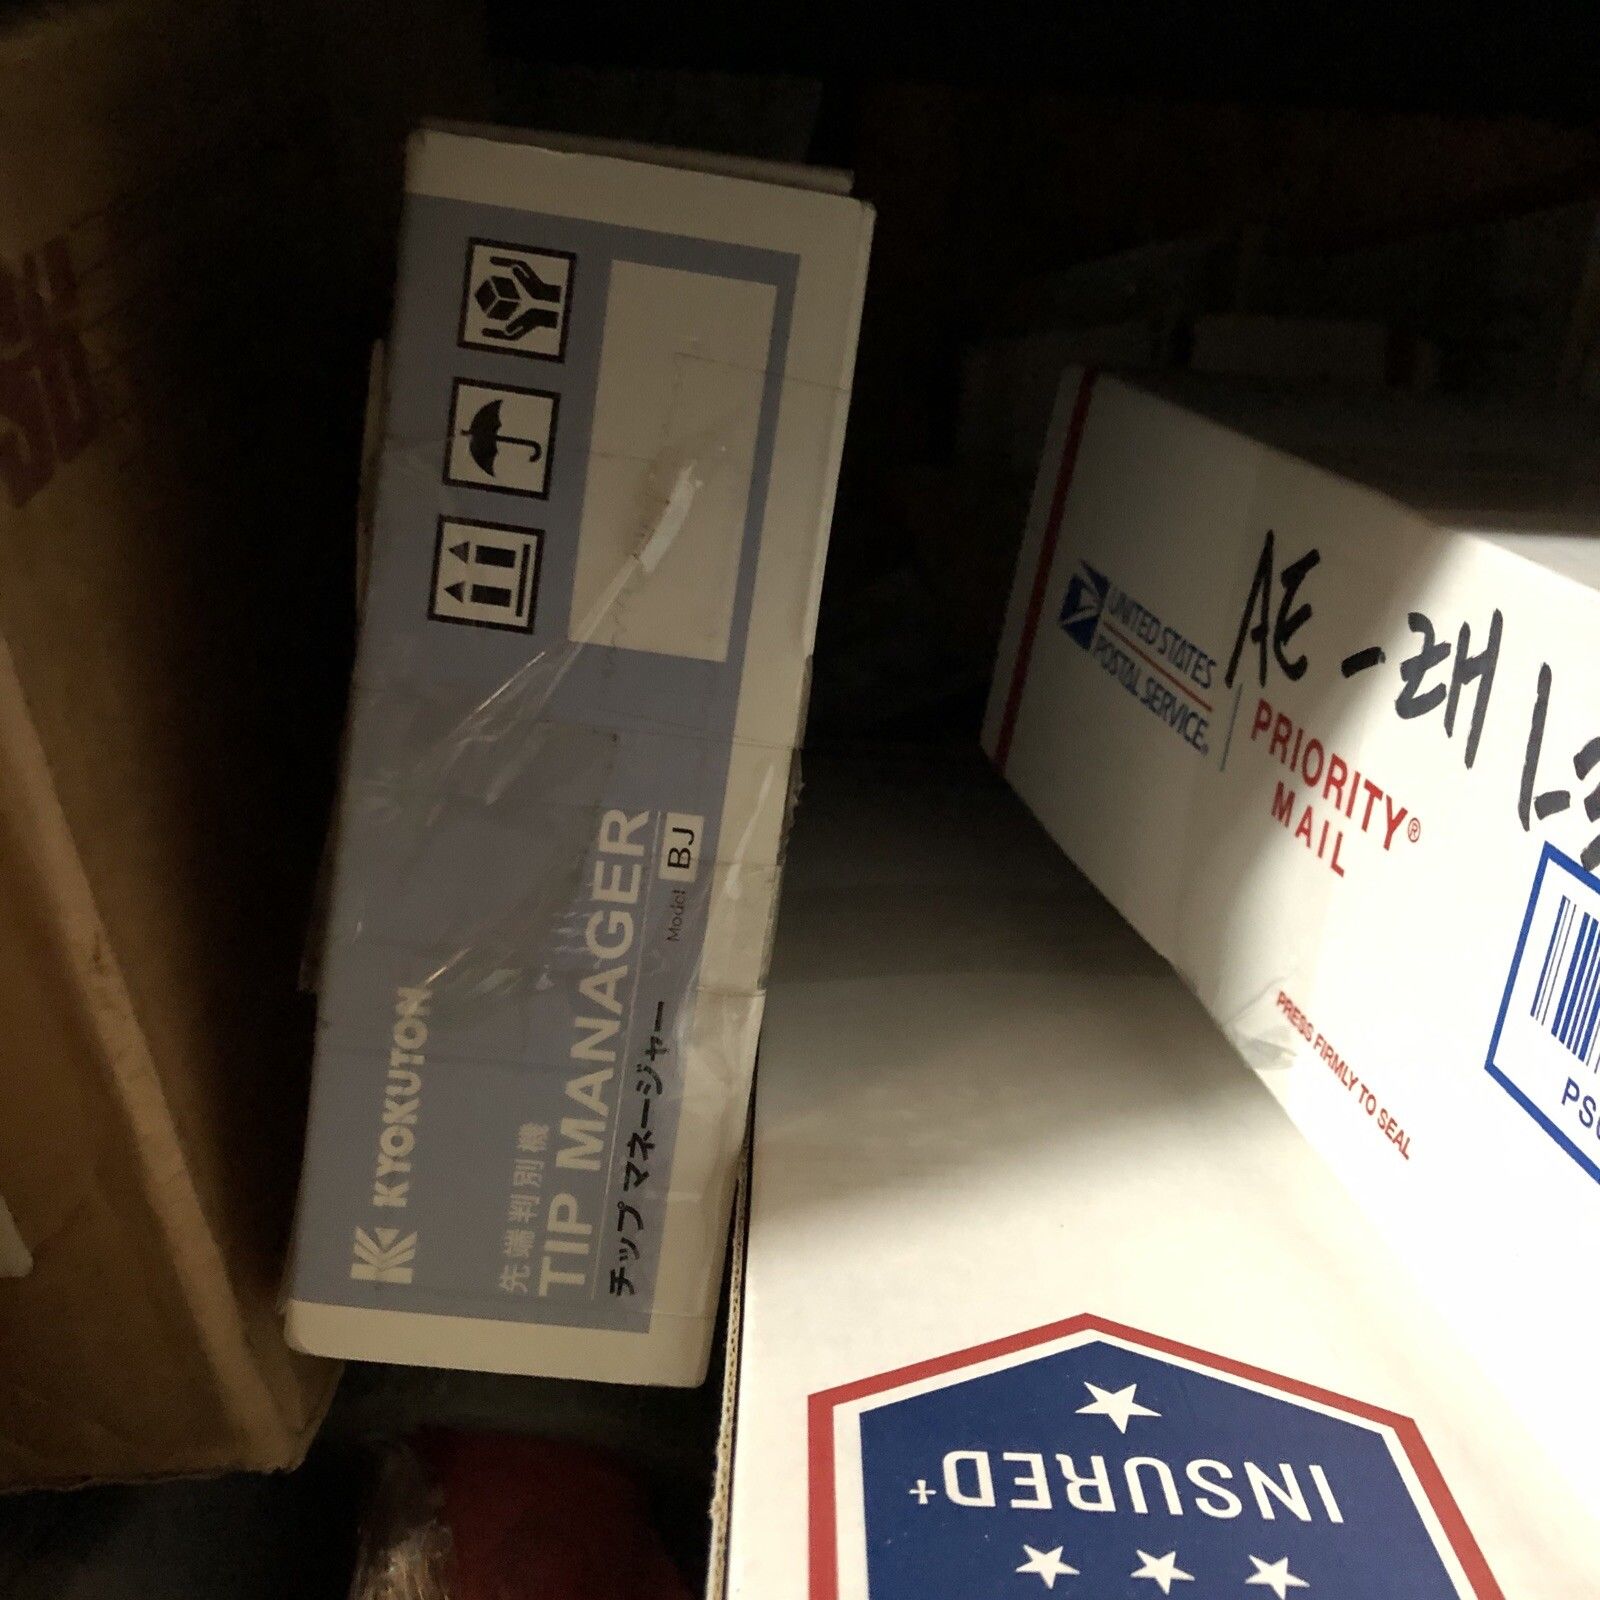 KYOKUTON
先端判別機
TIP MANAGER
チップマネージャー
Model BJ
UNITED STATES
POSTAL SERVICE®
PRIORITY®
MAIL
PRESS FIRMLY TO SEAL
INSURED+